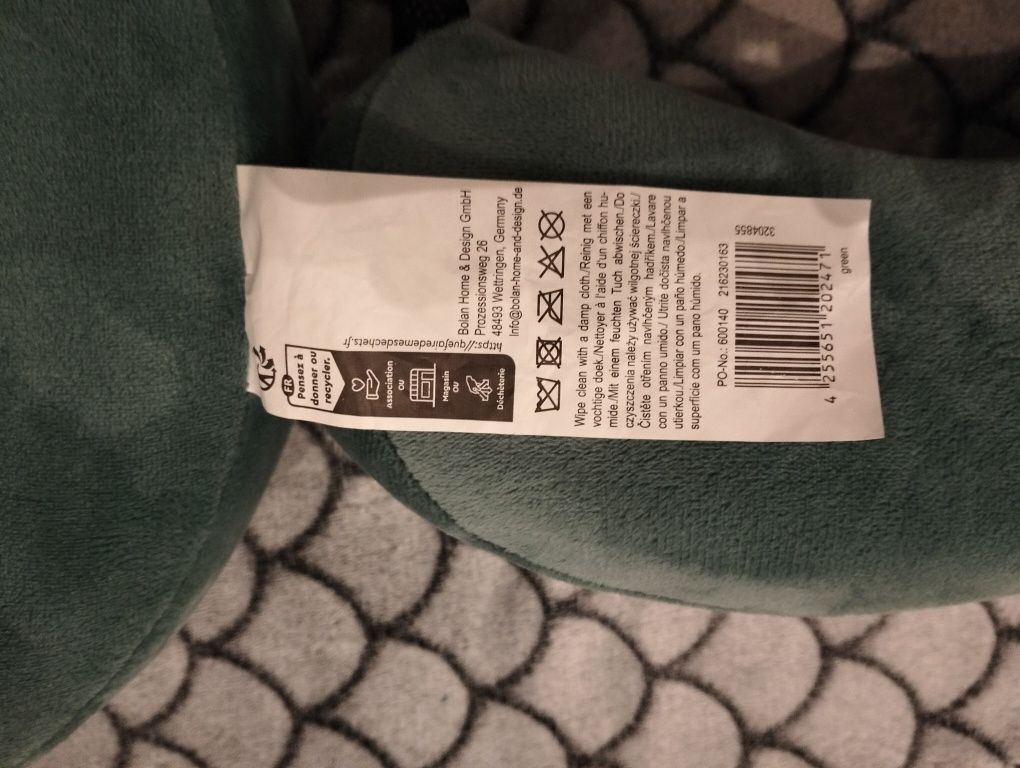 FR
Pensez à
donner ou
recycler.
Association
OU
Magasin
OU
Déchèterie
https://quefairedemesdechets.fr
Bolan Home & Design GmbH
Prozessionsweg 26
48493 Wettringen, Germany
Info@bolan-home-and-design.de
Wipe clean with a damp cloth./Reinig met een
vochtige doek./Nettoyer à l'aide d'un chiffon hu-
mide./Mit einem feuchten Tuch abwischen./Do
czyszczenia należy używać wilgotnej ściereczki./
Čistěte otřením navlhčeným hadříkem./Lavare
con un panno umido./ Utrite dočista navlhčenou
utierkou./Limpiar con un paño húmedo./Limpar a
superfície com um pano húmido.
PO-No.: 600140 216230163
3204855
4 255651 202471
green